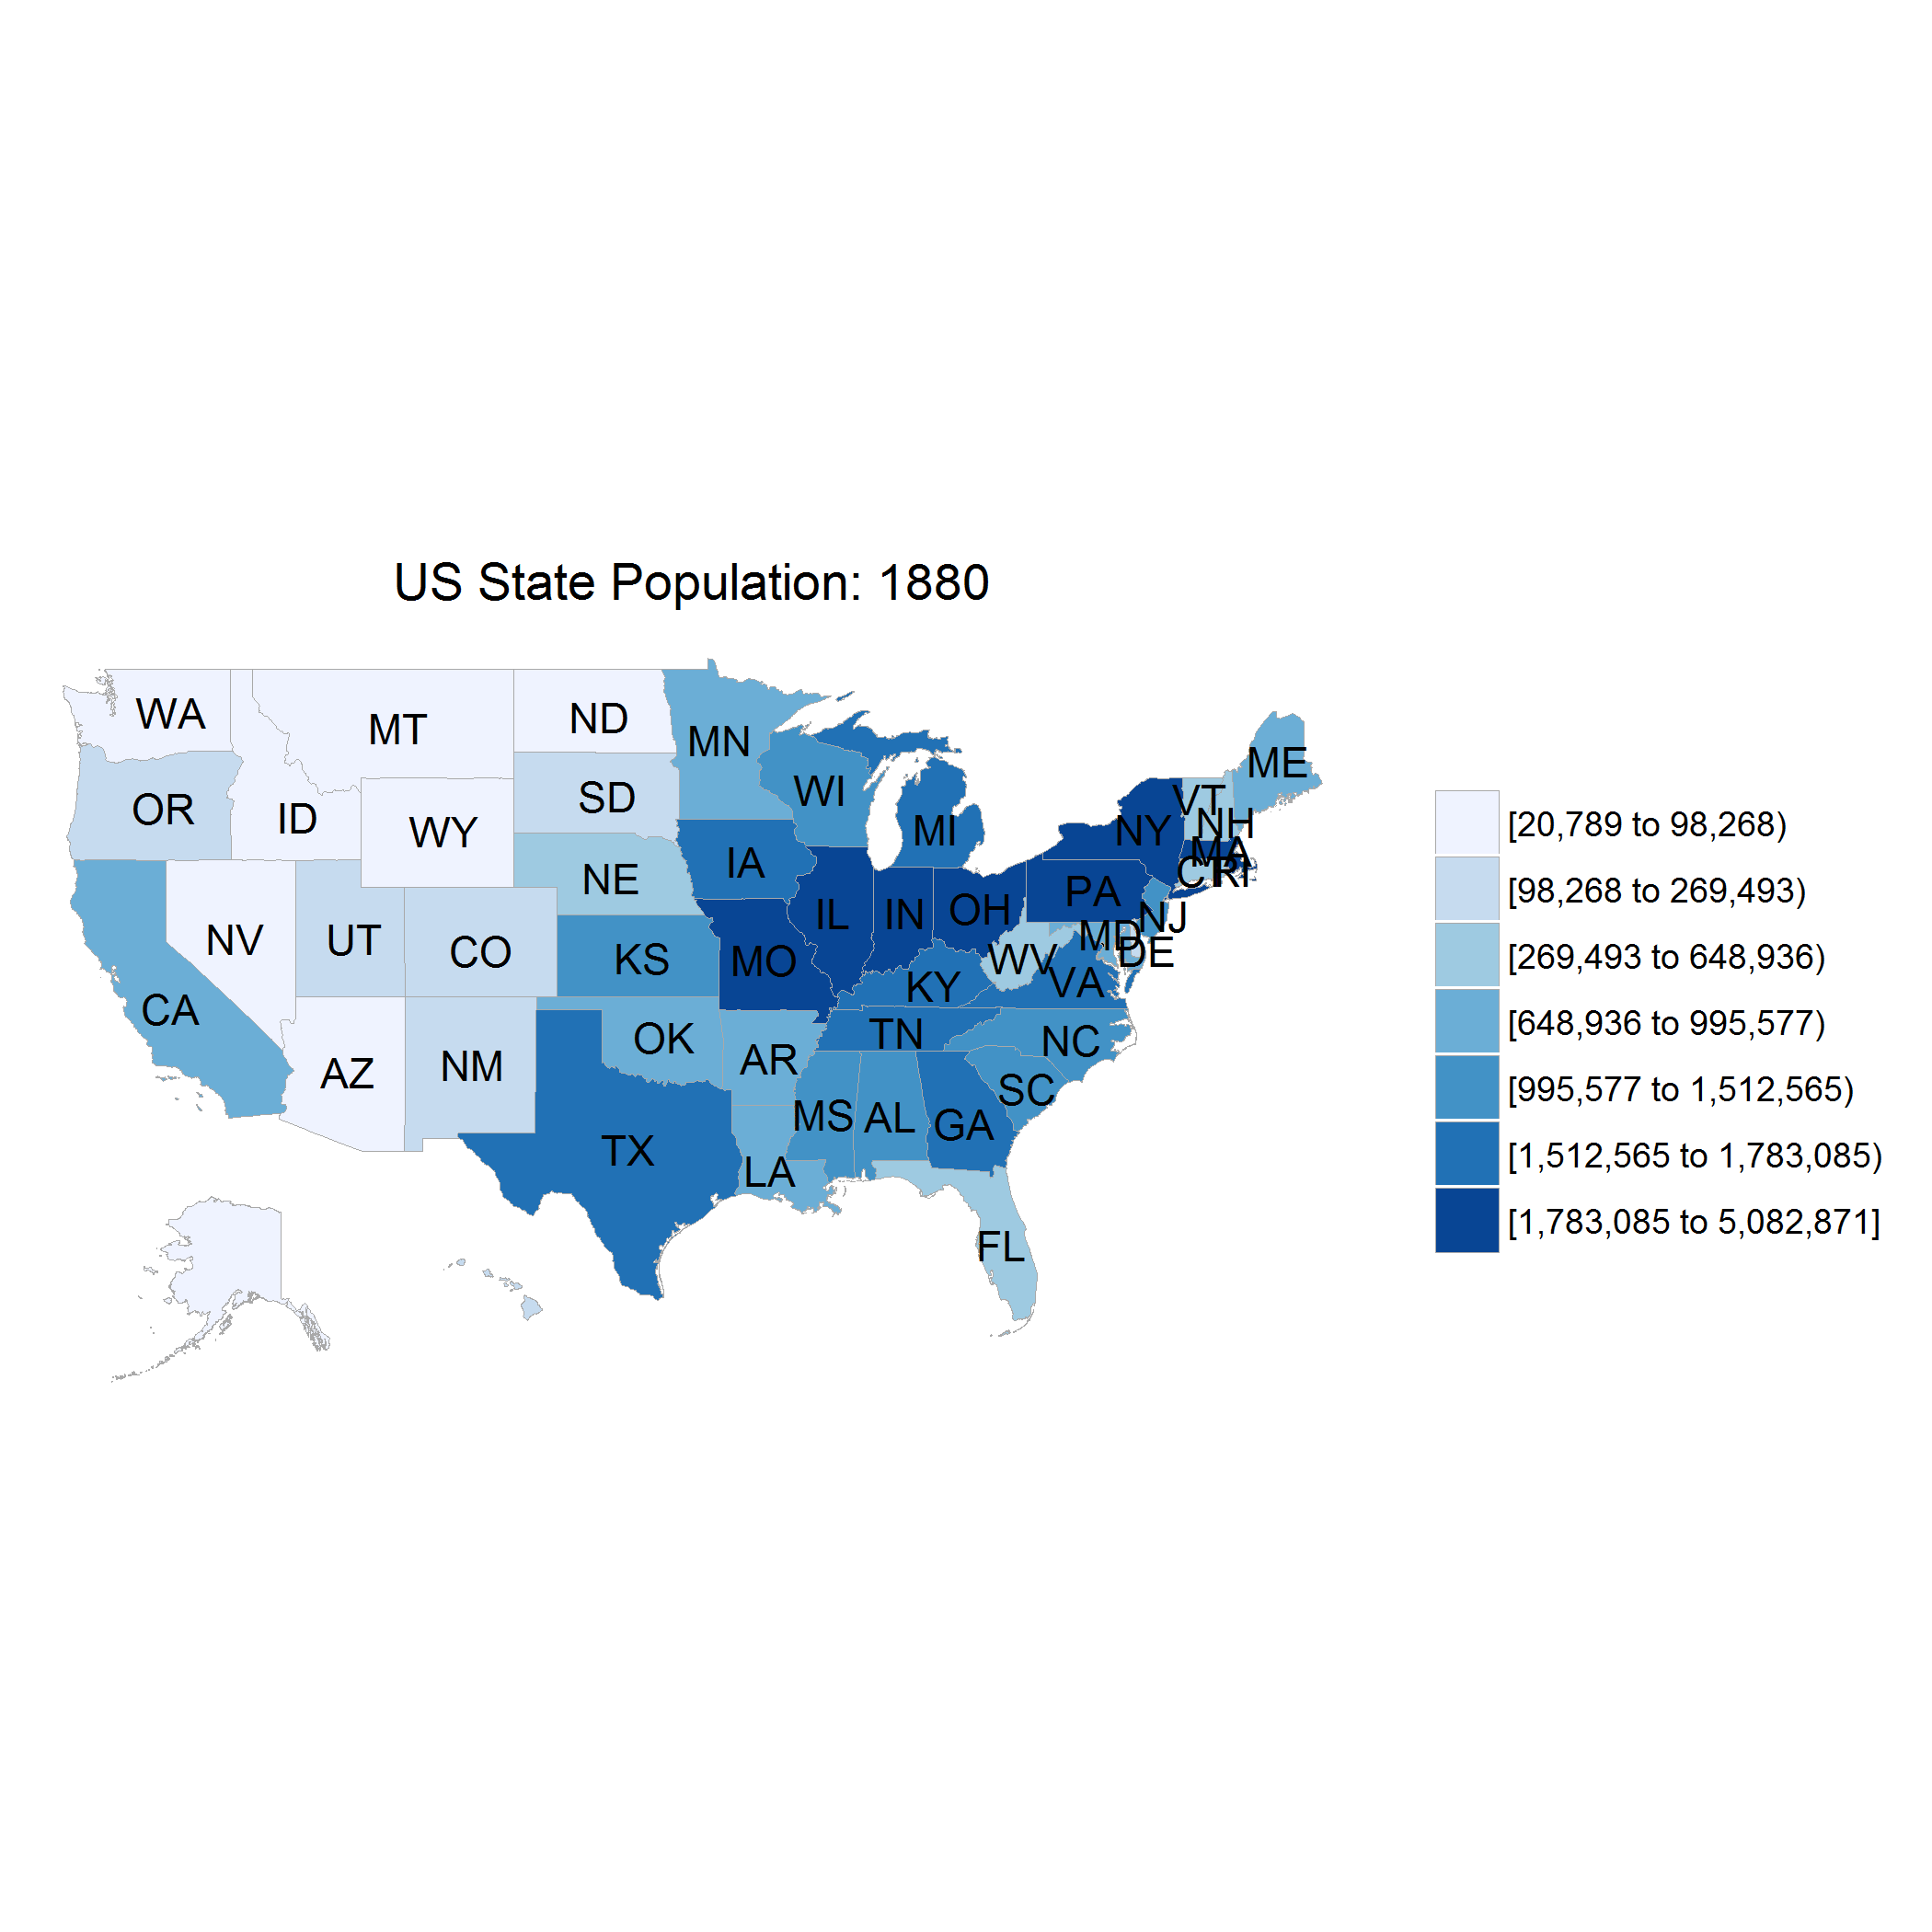 US State Population: 1880
WA
MT
ND
MN
OR
ID
WY
SD
WI
MI
NY
VT
NH
ME
MA
CT
RI
NE
IA
NV
UT
CO
KS
MO
IL
IN
OH
PA
NJ
MD
DE
WV
VA
KY
CA
AZ
NM
OK
AR
TN
NC
SC
TX
LA
MS
AL
GA
FL
[20,789 to 98,268)
[98,268 to 269,493)
[269,493 to 648,936)
[648,936 to 995,577)
[995,577 to 1,512,565)
[1,512,565 to 1,783,085)
[1,783,085 to 5,082,871]